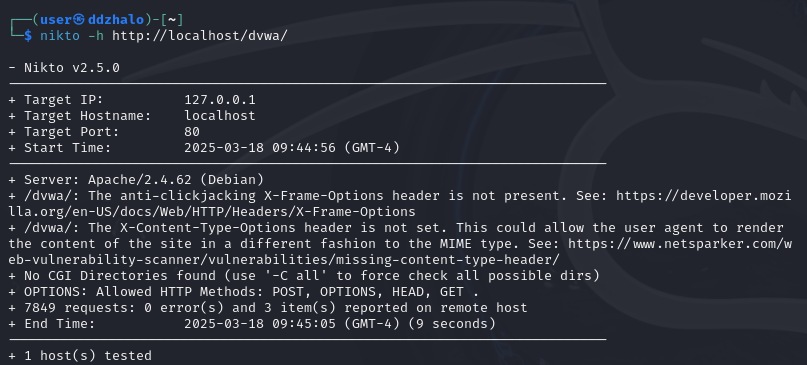 ┌──(user㉿ddzhalo)-[~]
└─$ nikto -h http://localhost/dvwa/
- Nikto v2.5.0
---------------------------------------------------------------------------
+ Target IP:          127.0.0.1
+ Target Hostname:    localhost
+ Target Port:        80
+ Start Time:         2025-03-18 09:44:56 (GMT-4)
---------------------------------------------------------------------------
+ Server: Apache/2.4.62 (Debian)
+ /dvwa/: The anti-clickjacking X-Frame-Options header is not present. See: https://developer.mozi
lla.org/en-US/docs/Web/HTTP/Headers/X-Frame-Options
+ /dvwa/: The X-Content-Type-Options header is not set. This could allow the user agent to render
the content of the site in a different fashion to the MIME type. See: https://www.netsparker.com/w
eb-vulnerability-scanner/vulnerabilities/missing-content-type-header/
+ No CGI Directories found (use '-C all' to force check all possible dirs)
+ OPTIONS: Allowed HTTP Methods: POST, OPTIONS, HEAD, GET .
+ 7849 requests: 0 error(s) and 3 item(s) reported on remote host
+ End Time:           2025-03-18 09:45:05 (GMT-4) (9 seconds)
---------------------------------------------------------------------------
+ 1 host(s) tested